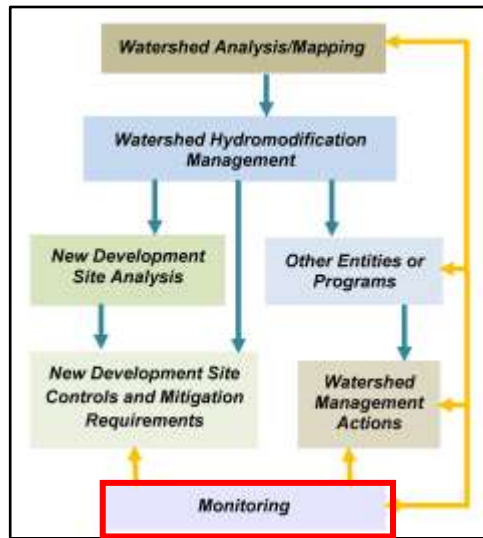 Watershed Analysis/Mapping
Watershed Hydromodification
Management
New Development
Site Analysis
Other Entities or
Programs
New Development Site
Controls and Mitigation
Requirements
Watershed
Management
Actions
Monitoring